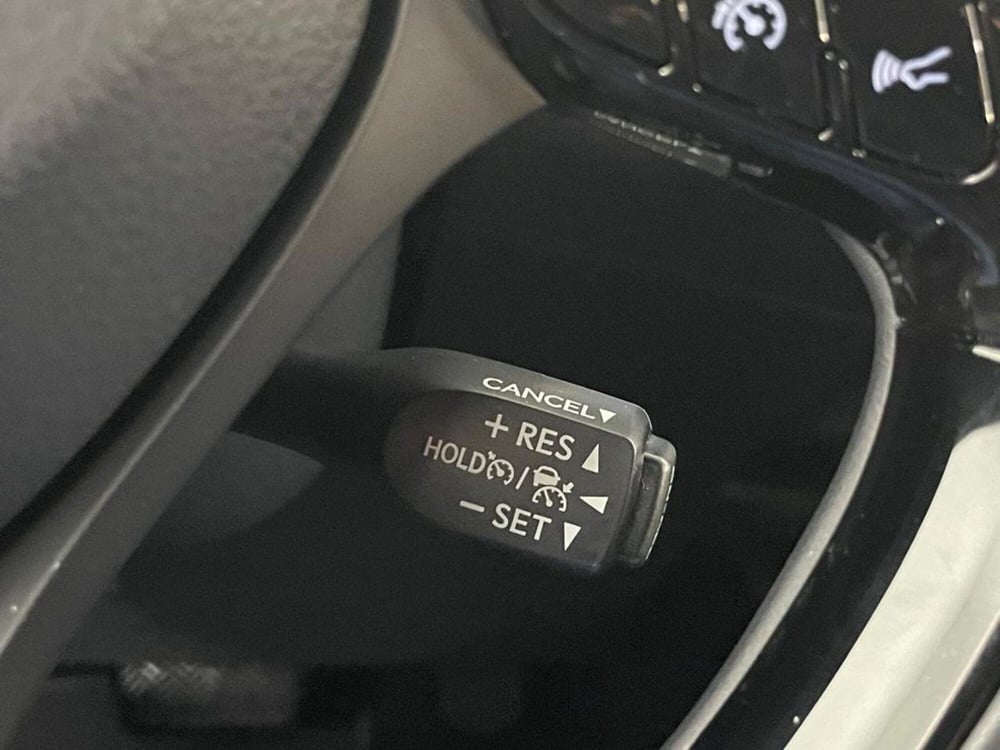 CANCEL▼
+ RES ▲
HOLD / ◀
− SET ▼